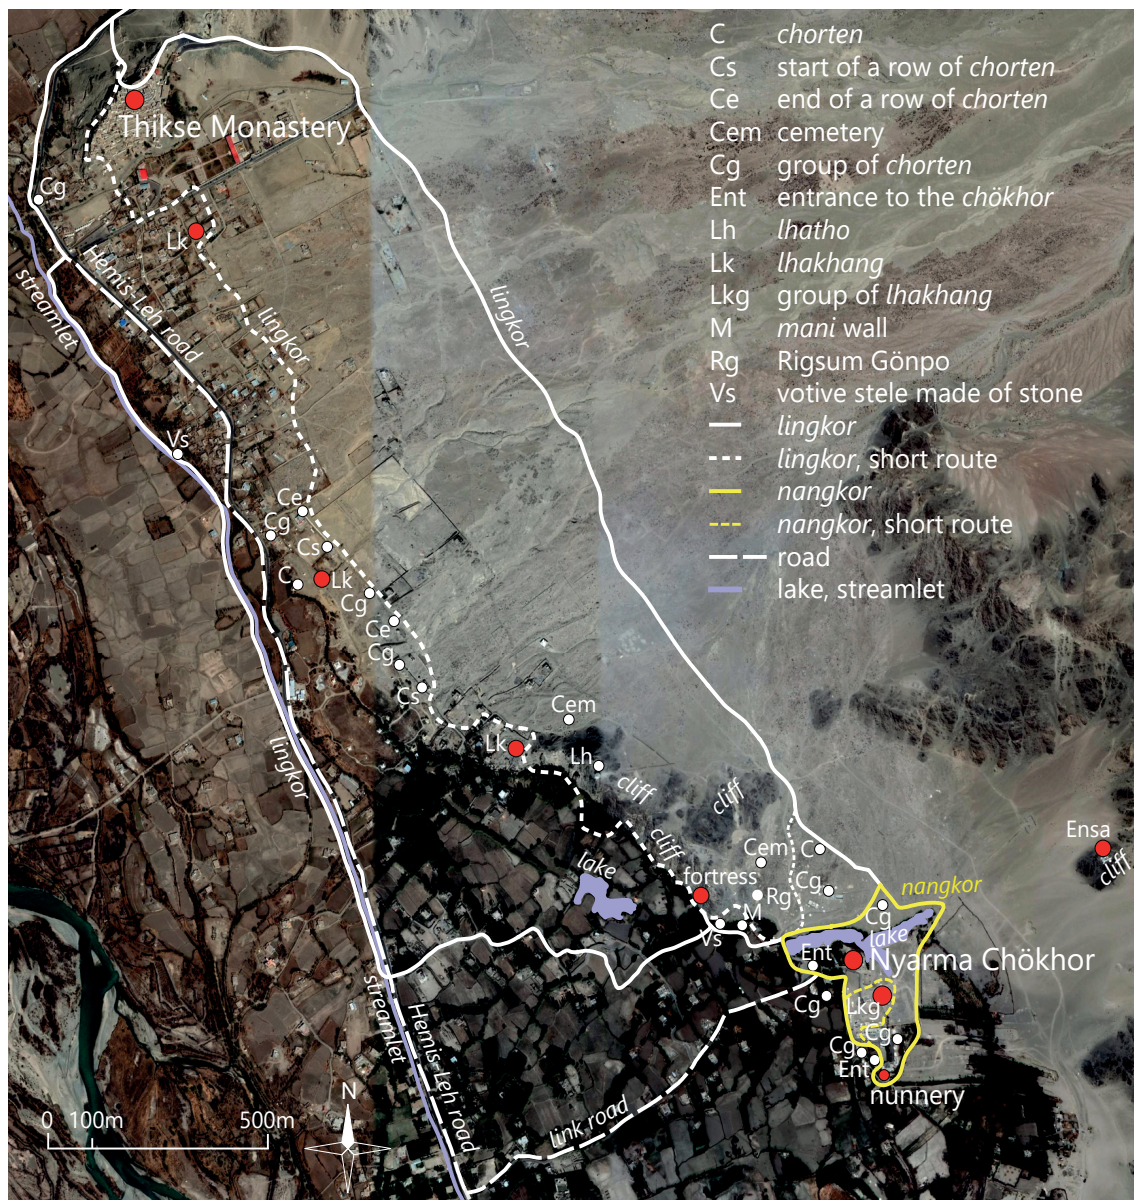 C chorten
Cs start of a row of chorten
Ce end of a row of chorten
Cem cemetery
Cg group of chorten
Ent entrance to the chökhor
Lh lhatho
Lk lhakhang
Lkg group of lhakhang
M mani wall
Rg Rigsum Gönpo
Vs votive stele made of stone
lingkor
lingkor, short route
nangkor
nangkor, short route
road
lake, streamlet
Thikse Monastery
Cg
Lk
Hemis-Leh road
streamlet
lingkor
lingkor
Vs
Ce
Cg
Cs
C
Lk
Cg
Ce
Cg
Cs
Cem
Lk
Lh
lingkor
cliff
cliff
cliff
Ensa
cliff
lake
fortress
Cem
C
Cg
Rg
M
Vs
nangkor
Cg
lake
Ent
Nyarma Chökhor
Cg
Lkg
Cg
Cg
Ent
nunnery
streamlet
Hemis-Leh road
link road
N
0 100m 500m